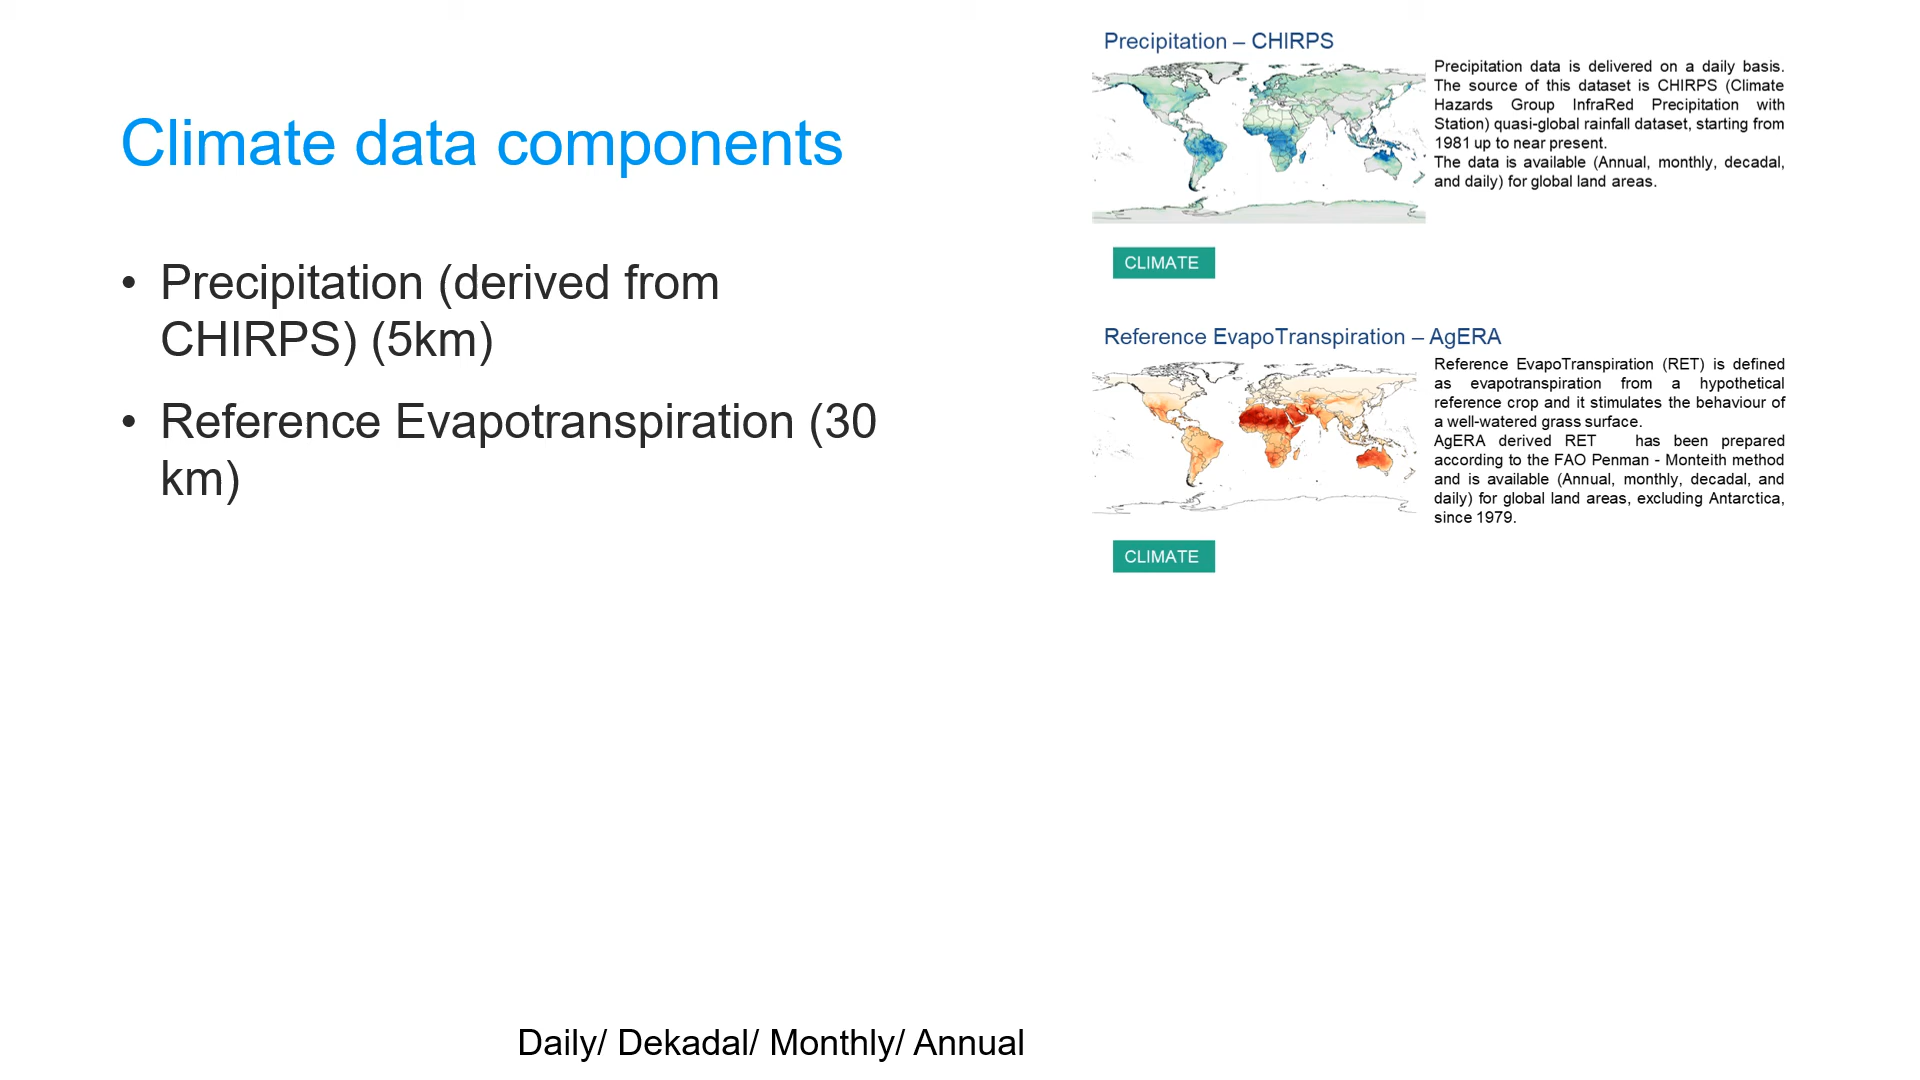 Climate data components
• Precipitation (derived from
CHIRPS) (5km)
• Reference Evapotranspiration (30
km)
Precipitation – CHIRPS
Precipitation data is delivered on a daily basis.
The source of this dataset is CHIRPS (Climate
Hazards Group InfraRed Precipitation with
Station) quasi-global rainfall dataset, starting from
1981 up to near present.
The data is available (Annual, monthly, decadal,
and daily) for global land areas.
CLIMATE
Reference EvapoTranspiration – AgERA
Reference EvapoTranspiration (RET) is defined
as evapotranspiration from a hypothetical
reference crop and it stimulates the behaviour of
a well-watered grass surface.
AgERA derived RET has been prepared
according to the FAO Penman - Monteith method
and is available (Annual, monthly, decadal, and
daily) for global land areas, excluding Antarctica,
since 1979.
CLIMATE
Daily/ Dekadal/ Monthly/ Annual